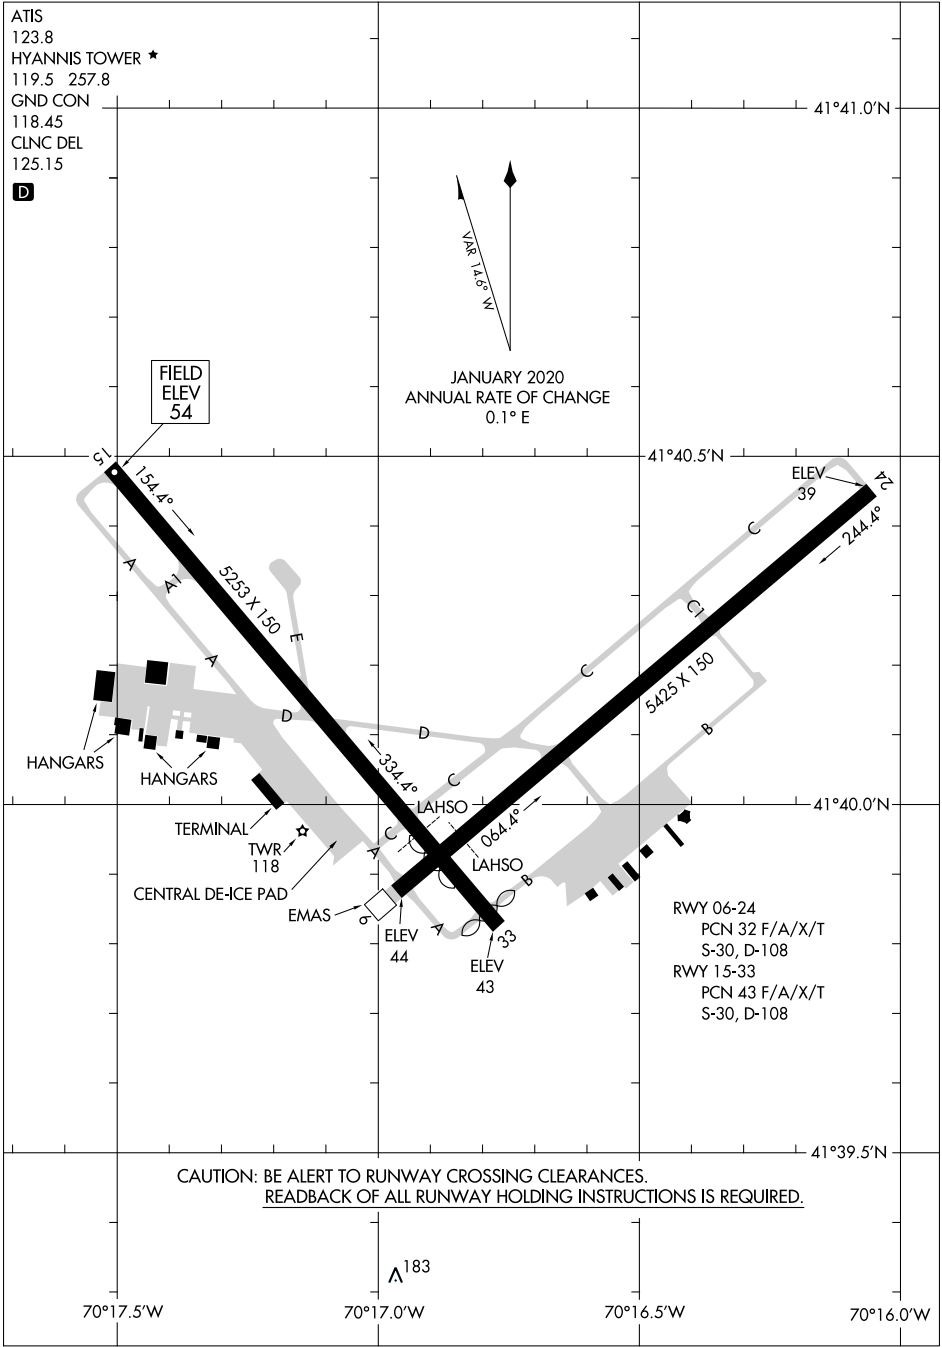 ATIS
123.8
HYANNIS TOWER ★
119.5 257.8
GND CON
118.45
CLNC DEL
125.15
D
41°41.0'N
VAR 14.6° W
JANUARY 2020
ANNUAL RATE OF CHANGE
0.1° E
FIELD
ELEV
54
41°40.5'N
15
154.4°
ELEV
39
24
244.4°
C
A
A1
5253 X 150
C1
E
A
C
5425 X 150
D
D
B
HANGARS
HANGARS
334.4°
C
LAHSO
41°40.0'N
064.4°
TERMINAL
TWR
118
C
A
LAHSO
CENTRAL DE-ICE PAD
B
EMAS
6
ELEV
44
A
33
ELEV
43
RWY 06-24
PCN 32 F/A/X/T
S-30, D-108
RWY 15-33
PCN 43 F/A/X/T
S-30, D-108
41°39.5'N
CAUTION: BE ALERT TO RUNWAY CROSSING CLEARANCES.
READBACK OF ALL RUNWAY HOLDING INSTRUCTIONS IS REQUIRED.
183
70°17.5'W
70°17.0'W
70°16.5'W
70°16.0'W